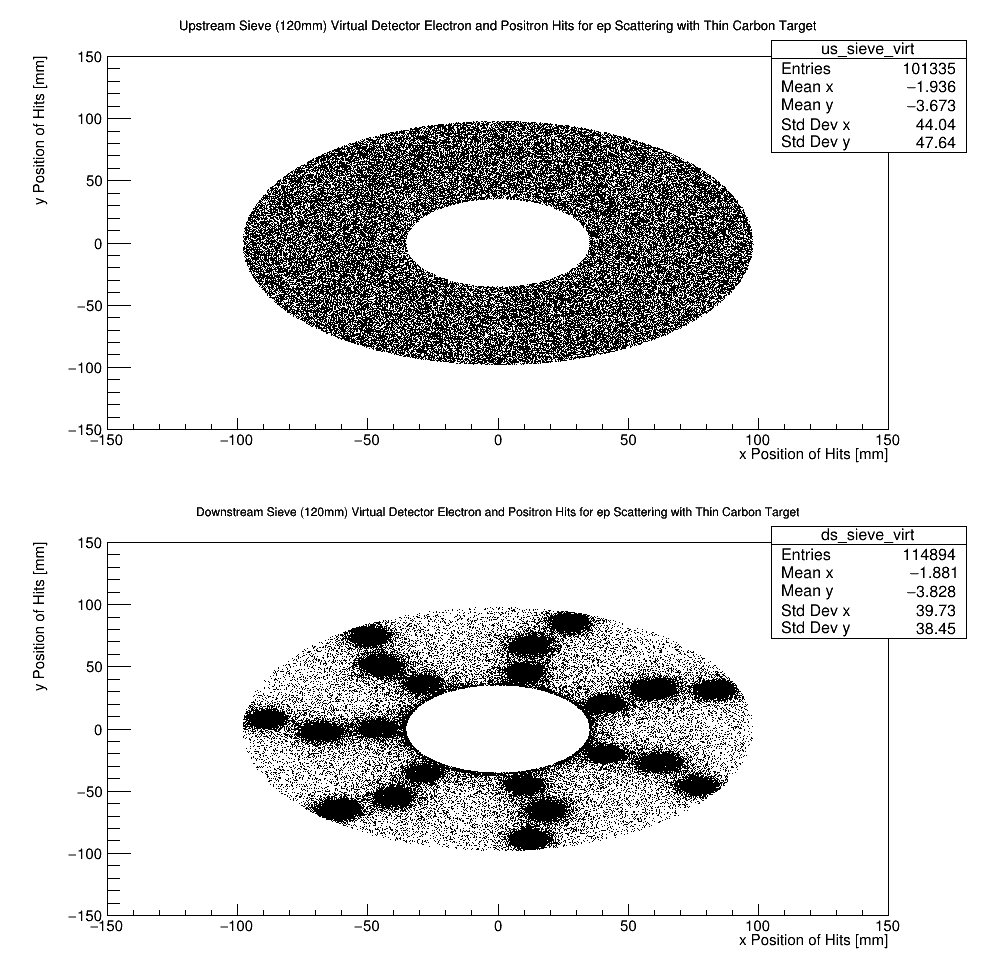 Upstream Sieve (120mm) Virtual Detector Electron and Positron Hits for ep Scattering with Thin Carbon Target
us_sieve_virt
Entries 101335
Mean x −1.936
Mean y −3.673
Std Dev x 44.04
Std Dev y 47.64
y Position of Hits [mm]
150
100
50
0
−50
−100
−150
−150 −100 −50 0 50 100 150
x Position of Hits [mm]
Downstream Sieve (120mm) Virtual Detector Electron and Positron Hits for ep Scattering with Thin Carbon Target
ds_sieve_virt
Entries 114894
Mean x −1.881
Mean y −3.828
Std Dev x 39.73
Std Dev y 38.45
y Position of Hits [mm]
150
100
50
0
−50
−100
−150
−150 −100 −50 0 50 100 150
x Position of Hits [mm]